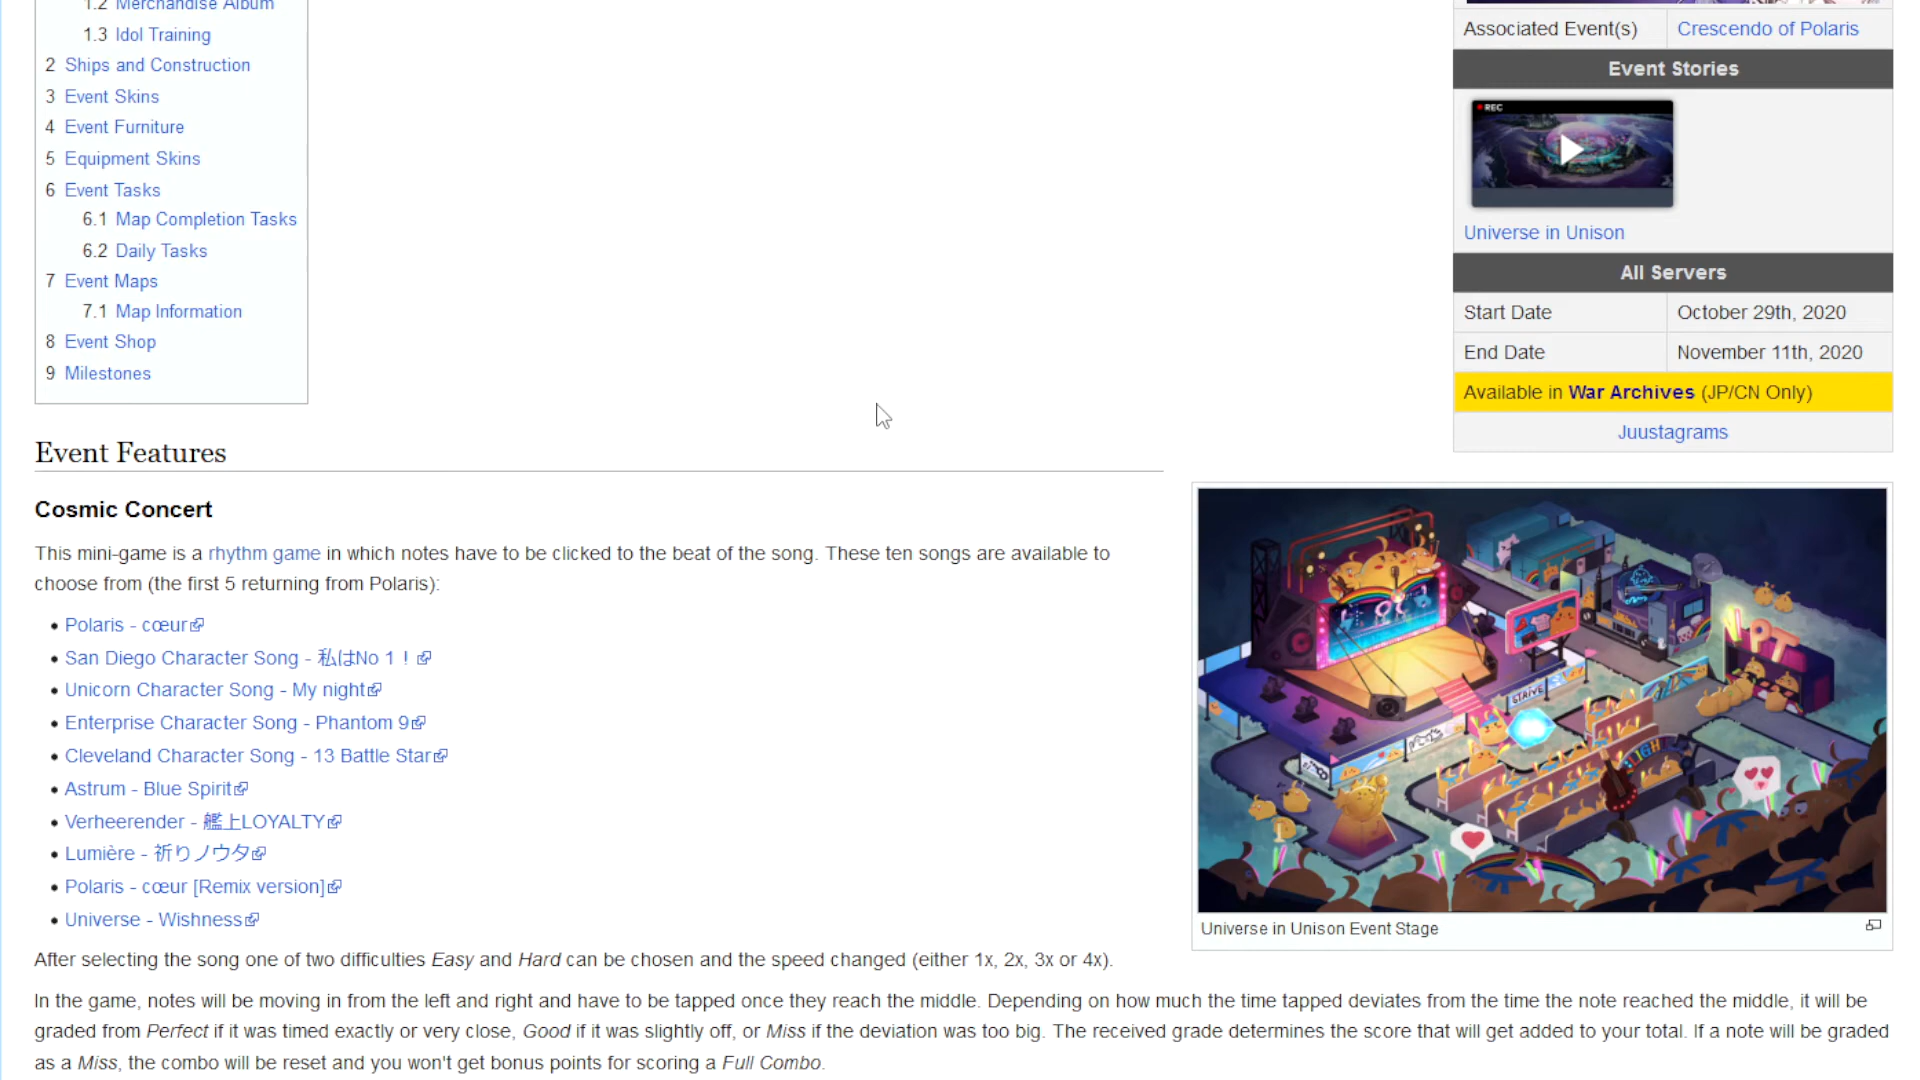 1.2 Merchandise Album
1.3 Idol Training
2 Ships and Construction
3 Event Skins
4 Event Furniture
5 Equipment Skins
6 Event Tasks
6.1 Map Completion Tasks
6.2 Daily Tasks
7 Event Maps
7.1 Map Information
8 Event Shop
9 Milestones
Associated Event(s) Crescendo of Polaris
Event Stories
REC
Universe in Unison
All Servers
Start Date October 29th, 2020
End Date November 11th, 2020
Available in War Archives (JP/CN Only)
Juustagrams
Event Features
Cosmic Concert
This mini-game is a rhythm game in which notes have to be clicked to the beat of the song. These ten songs are available to
choose from (the first 5 returning from Polaris):
• Polaris - cœur
• San Diego Character Song - 私はNo 1！
• Unicorn Character Song - My night
• Enterprise Character Song - Phantom 9
• Cleveland Character Song - 13 Battle Star
• Astrum - Blue Spirit
• Verheerender - 艦上LOYALTY
• Lumière - 祈りノウタ
• Polaris - cœur [Remix version]
• Universe - Wishness
STRIVE
PT
Universe in Unison Event Stage
After selecting the song one of two difficulties Easy and Hard can be chosen and the speed changed (either 1x, 2x, 3x or 4x).
In the game, notes will be moving in from the left and right and have to be tapped once they reach the middle. Depending on how much the time tapped deviates from the time the note reached the middle, it will be
graded from Perfect if it was timed exactly or very close, Good if it was slightly off, or Miss if the deviation was too big. The received grade determines the score that will get added to your total. If a note will be graded
as a Miss, the combo will be reset and you won't get bonus points for scoring a Full Combo.